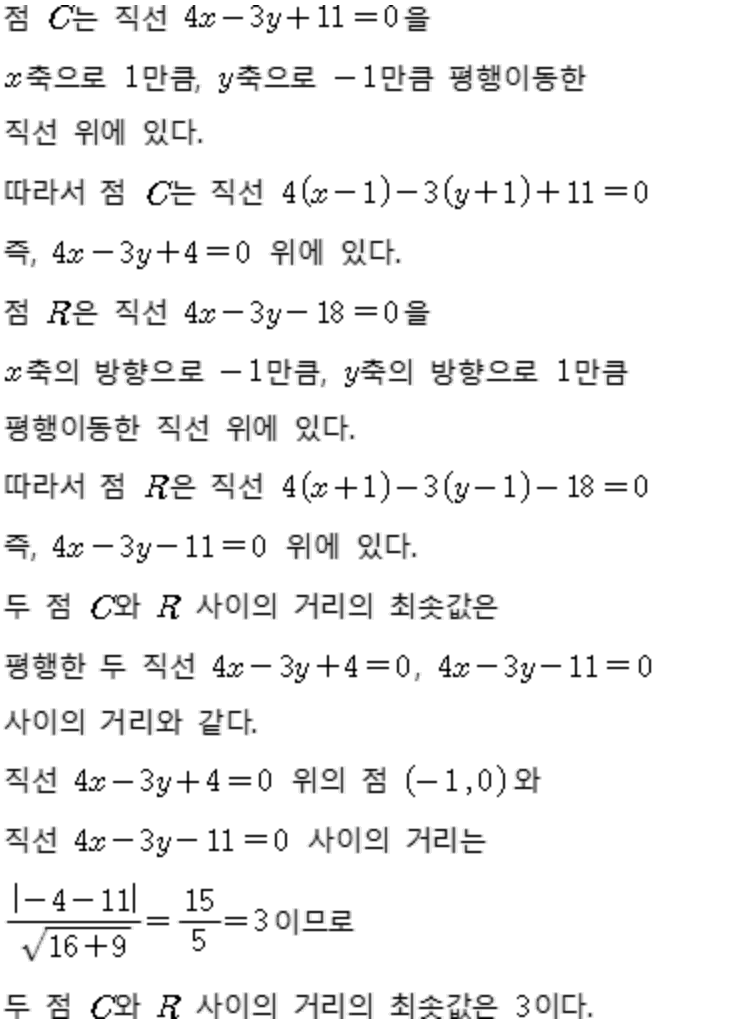 점 C는 직선 4x－3y＋11＝0을
x축으로 1만큼, y축으로 －1만큼 평행이동한
직선 위에 있다.
따라서 점 C는 직선 4(x－1)－3(y＋1)＋11＝0
즉, 4x－3y＋4＝0 위에 있다.
점 R은 직선 4x－3y－18＝0을
x축의 방향으로 －1만큼, y축의 방향으로 1만큼
평행이동한 직선 위에 있다.
따라서 점 R은 직선 4(x＋1)－3(y－1)－18＝0
즉, 4x－3y－11＝0 위에 있다.
두 점 C와 R 사이의 거리의 최솟값은
평행한 두 직선 4x－3y＋4＝0, 4x－3y－11＝0
사이의 거리와 같다.
직선 4x－3y＋4＝0 위의 점 (－1,0)와
직선 4x－3y－11＝0 사이의 거리는
|－4－11|/√(16＋9)＝15/5＝3이므로
두 점 C와 R 사이의 거리의 최솟값은 3이다.